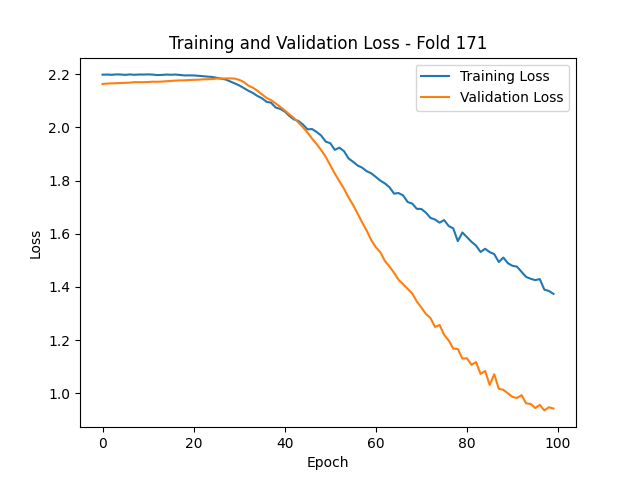 Training and Validation Loss - Fold 171
Training Loss
Validation Loss
2.2
2.0
1.8
1.6
1.4
1.2
1.0
Loss
0
20
40
60
80
100
Epoch